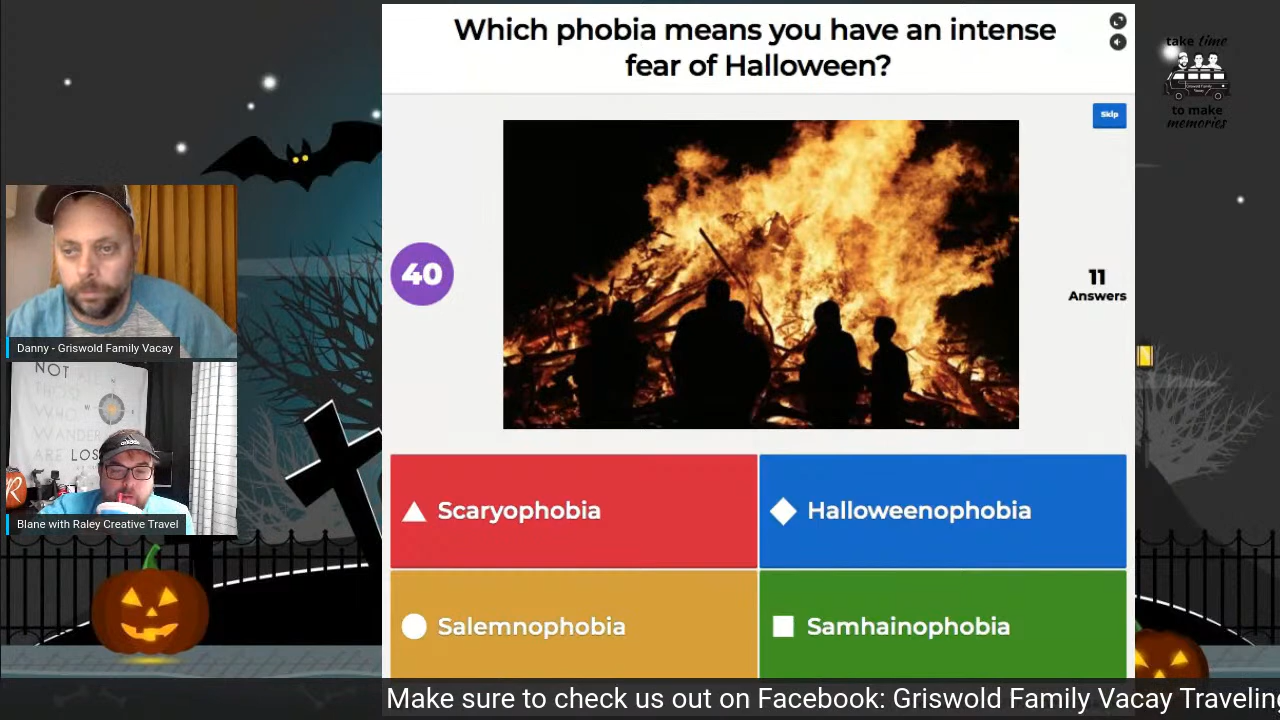 Which phobia means you have an intense
fear of Halloween?
take time
to make
memories
Skip
40
11
Answers
Danny - Griswold Family Vacay
NOT
WHO
WANDER
ARE LOST
N
W
E
Blane with Raley Creative Travel
Scaryophobia
Halloweenophobia
Salemnophobia
Samhainophobia
Make sure to check us out on Facebook: Griswold Family Vacay Traveling